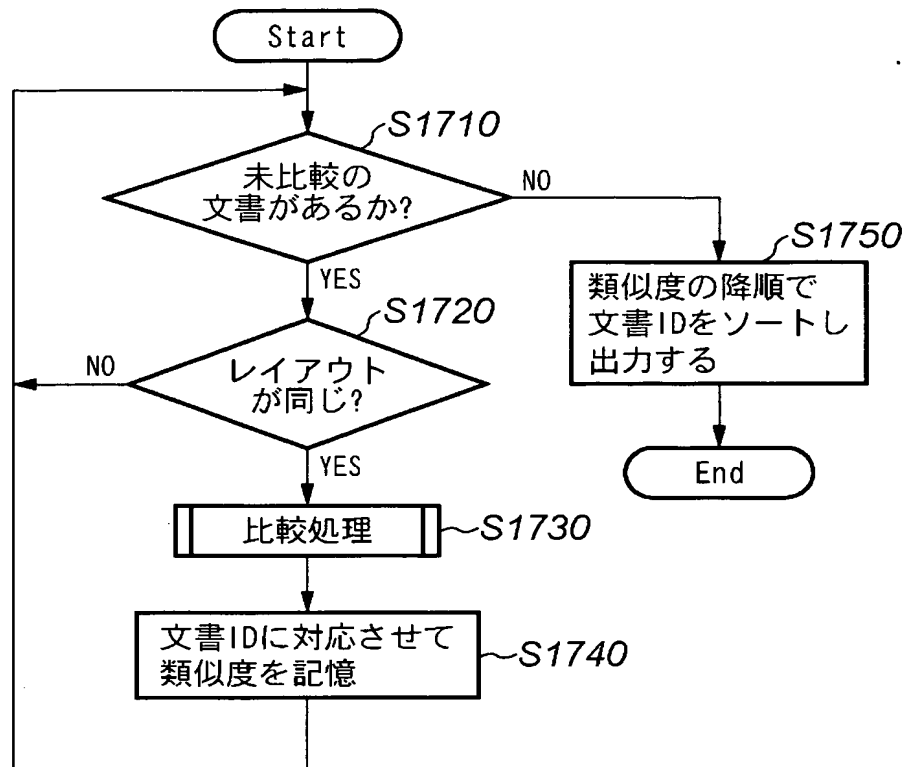 Start
S1710
未比較の
文書があるか?
NO
YES
S1750
類似度の降順で
文書IDをソートし
出力する
S1720
レイアウト
が同じ?
NO
YES
End
比較処理
S1730
文書IDに対応させて
類似度を記憶
S1740